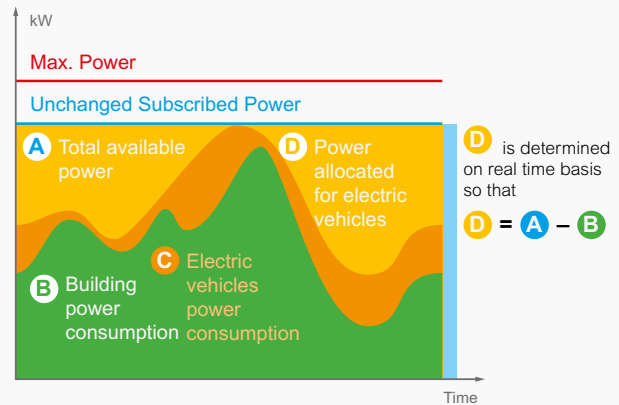 kW
Max. Power
Unchanged Subscribed Power
A Total available
power
D Power
allocated
for electric
vehicles
C Electric
vehicles
power
consumption
B Building
power
consumption
D is determined
on real time basis
so that
D = A – B
Time